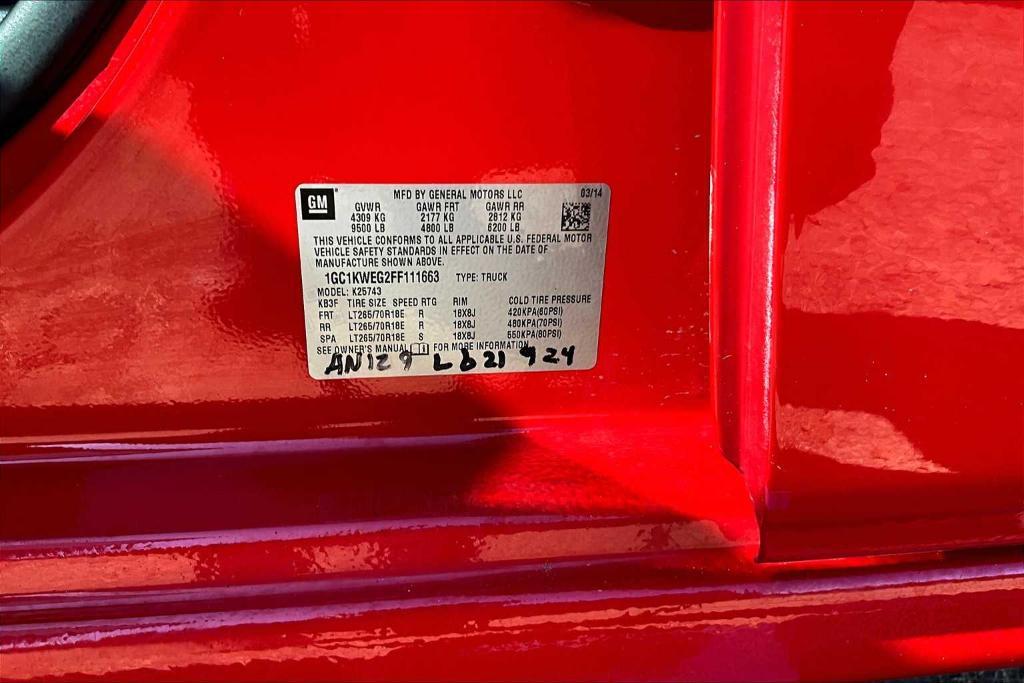 GM MFD BY GENERAL MOTORS LLC 03/14
GVWR GAWR FRT GAWR RR
4309 KG 2177 KG 2812 KG
9500 LB 4800 LB 6200 LB
THIS VEHICLE CONFORMS TO ALL APPLICABLE U.S. FEDERAL MOTOR
VEHICLE SAFETY STANDARDS IN EFFECT ON THE DATE OF
MANUFACTURE SHOWN ABOVE.
1GC1KWEG2FF111663 TYPE: TRUCK
MODEL: K25743
KB3F TIRE SIZE SPEED RTG RIM COLD TIRE PRESSURE
FRT LT265/70R18E R 18X8J 420KPA(60PSI)
RR LT265/70R18E R 18X8J 480KPA(70PSI)
SPA LT265/70R18E S 18X8J 550KPA(80PSI)
SEE OWNER'S MANUAL FOR MORE INFORMATION
AN129 L621 924